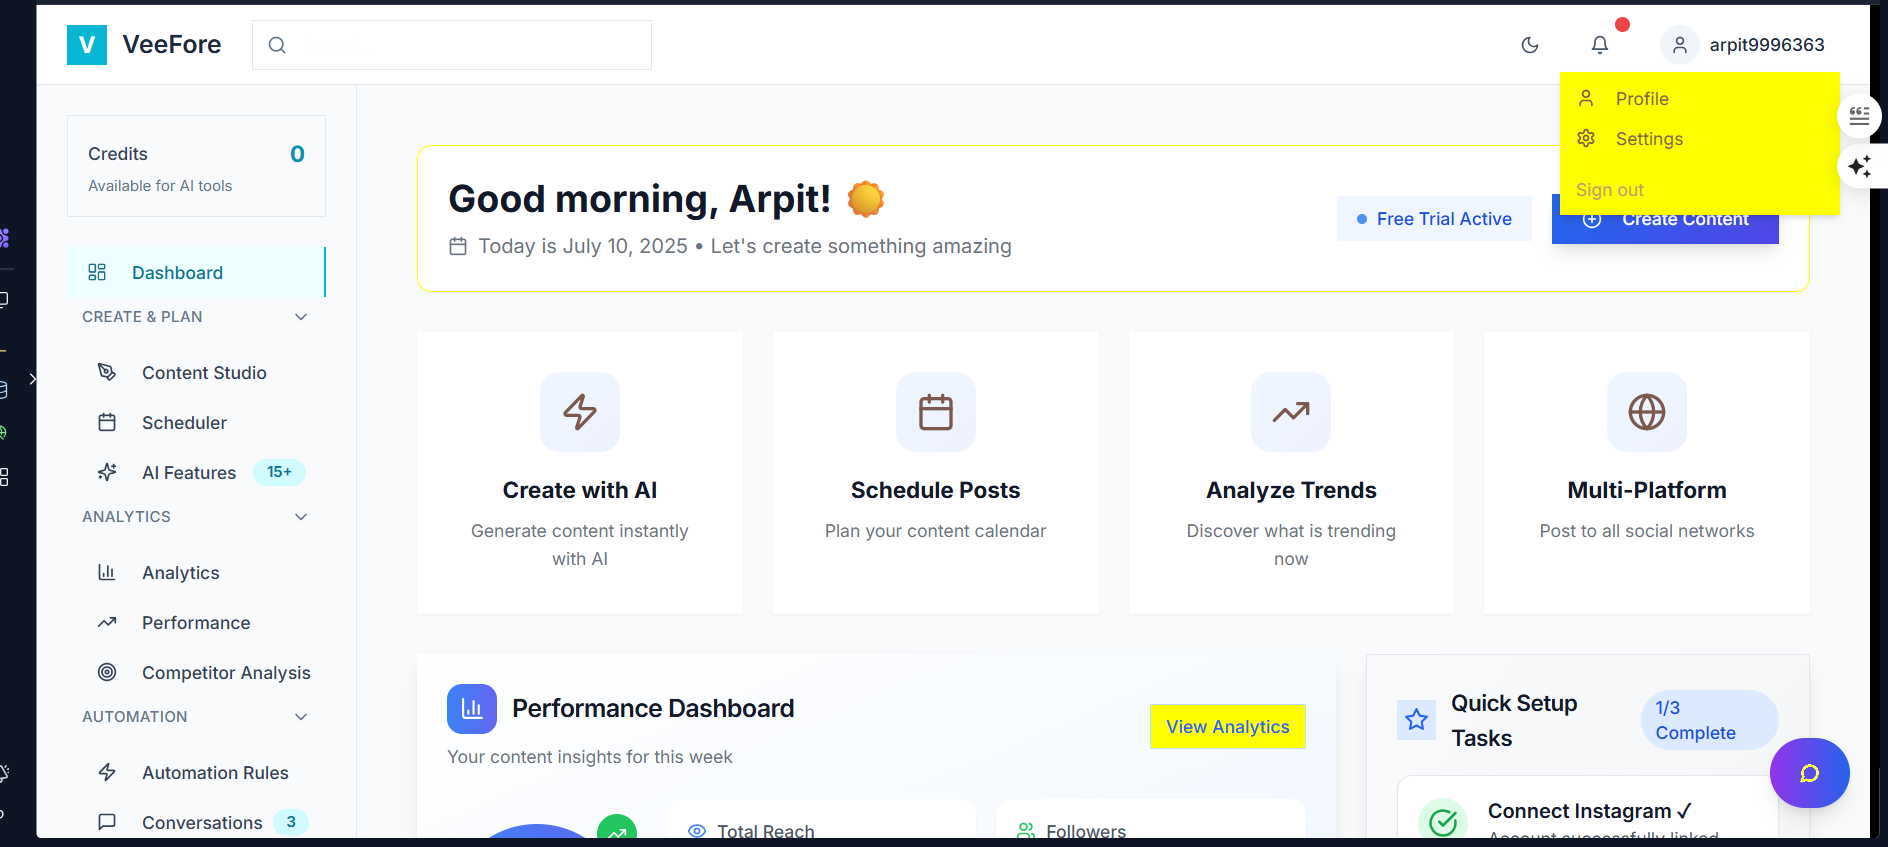 V VeeFore
arpit9996363
Profile
Settings
Sign out
Credits 0
Available for AI tools
Dashboard
CREATE & PLAN
Content Studio
Scheduler
AI Features 15+
ANALYTICS
Analytics
Performance
Competitor Analysis
AUTOMATION
Automation Rules
Conversations 3
Good morning, Arpit!
Today is July 10, 2025 • Let's create something amazing
Free Trial Active
Create Content
Create with AI
Generate content instantly
with AI
Schedule Posts
Plan your content calendar
Analyze Trends
Discover what is trending
now
Multi-Platform
Post to all social networks
Performance Dashboard
Your content insights for this week
View Analytics
Total Reach
Followers
Quick Setup
Tasks
1/3
Complete
Connect Instagram ✓
Account successfully linked